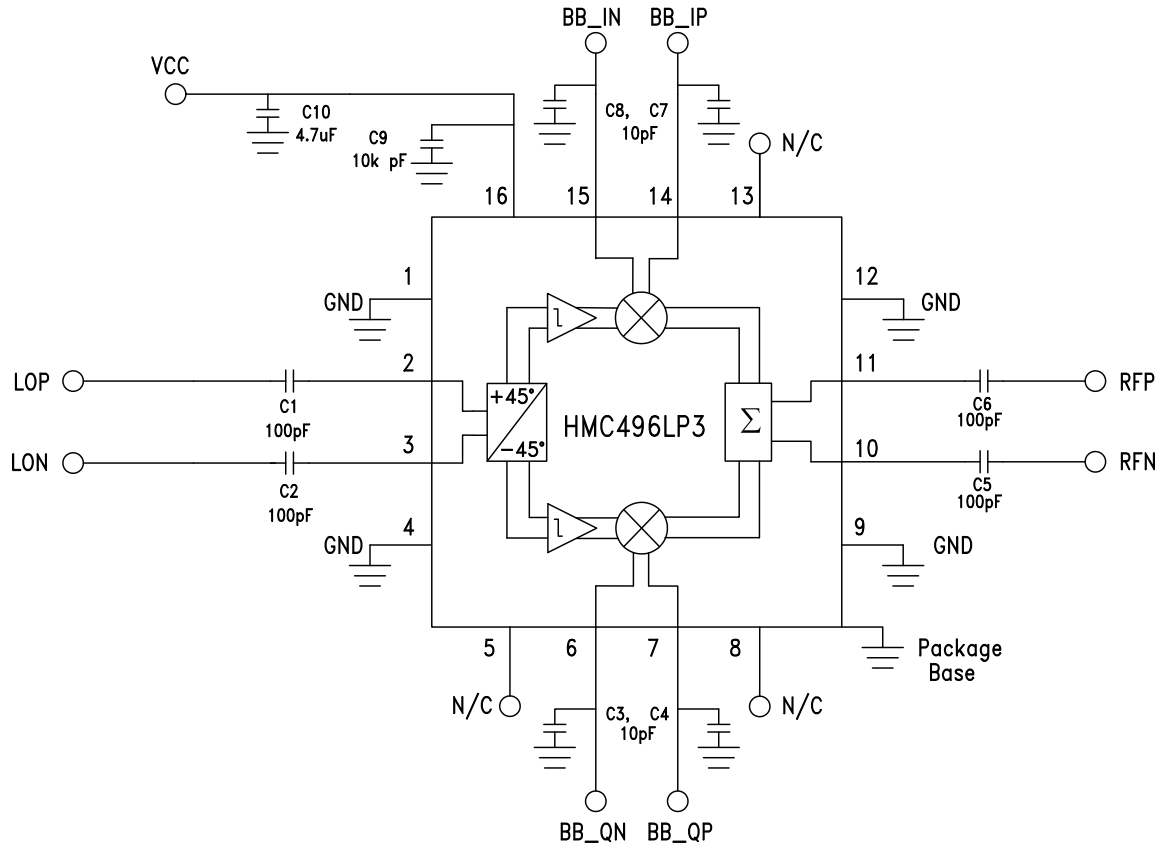 BB_IN
BB_IP
VCC
C10
4.7uF
C9
10k pF
C8, C7
10pF
N/C
16
15
14
13
1
GND
12
GND
LOP
2
C1
100pF
11
RFP
C6
100pF
+45°
-45°
HMC496LP3
Σ
LON
3
C2
100pF
10
RFN
C5
100pF
4
GND
9
GND
5
6
7
8
Package
Base
N/C
C3, C4
10pF
N/C
BB_QN
BB_QP